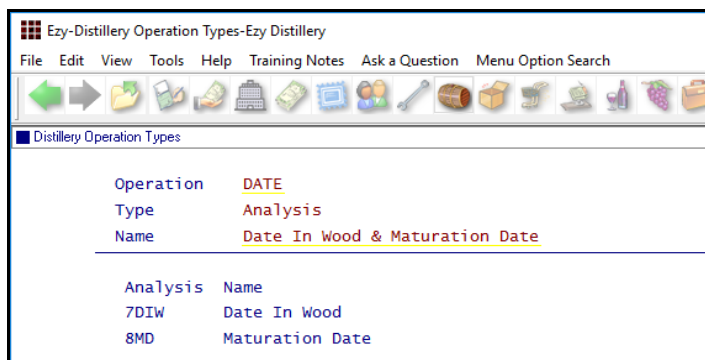 Ezy-Distillery Operation Types-Ezy Distillery
File Edit View Tools Help Training Notes Ask a Question Menu Option Search
Distillery Operation Types
Operation DATE
Type Analysis
Name Date In Wood & Maturation Date
Analysis Name
7DIW Date In Wood
8MD Maturation Date